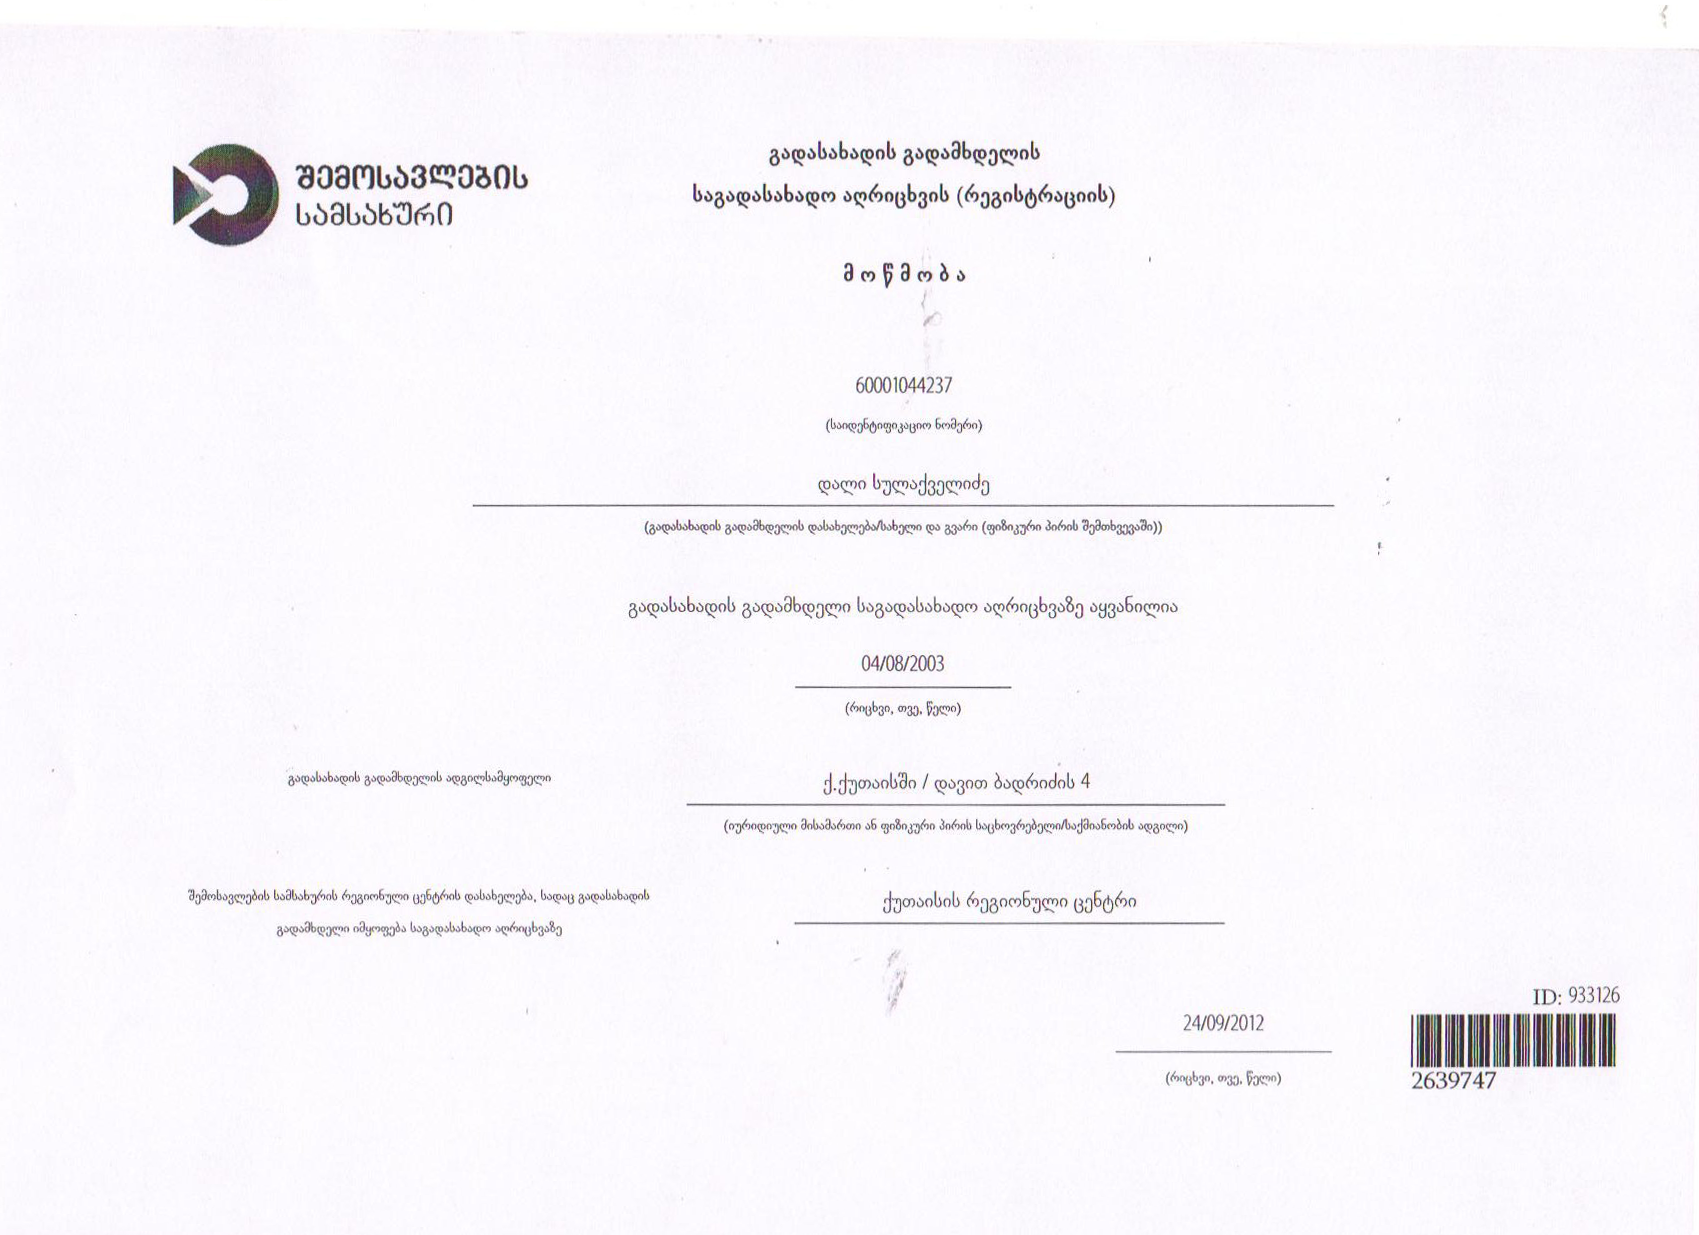 შემოსავლების
სამსახური
გადასახადის გადამხდელის
საგადასახადო აღრიცხვის (რეგისტრაციის)
მოწმობა
60001044237
(საიდენტიფიკაციო ნომერი)
დალი სულაქველიძე
(გადასახადის გადამხდელის დასახელება/სახელი და გვარი (ფიზიკური პირის შემთხვევაში))
გადასახადის გადამხდელი საგადასახადო აღრიცხვაზე აყვანილია
04/08/2003
(რიცხვი, თვე, წელი)
გადასახადის გადამხდელის ადგილსამყოფელი
ქ.ქუთაისში / დავით ბადრიძის 4
(იურიდიული მისამართი ან ფიზიკური პირის საცხოვრებელი/საქმიანობის ადგილი)
შემოსავლების სამსახურის რეგიონული ცენტრის დასახელება, სადაც გადასახადის
გადამხდელი იმყოფება საგადასახადო აღრიცხვაზე
ქუთაისის რეგიონული ცენტრი
ID: 933126
24/09/2012
(რიცხვი, თვე, წელი)
2639747